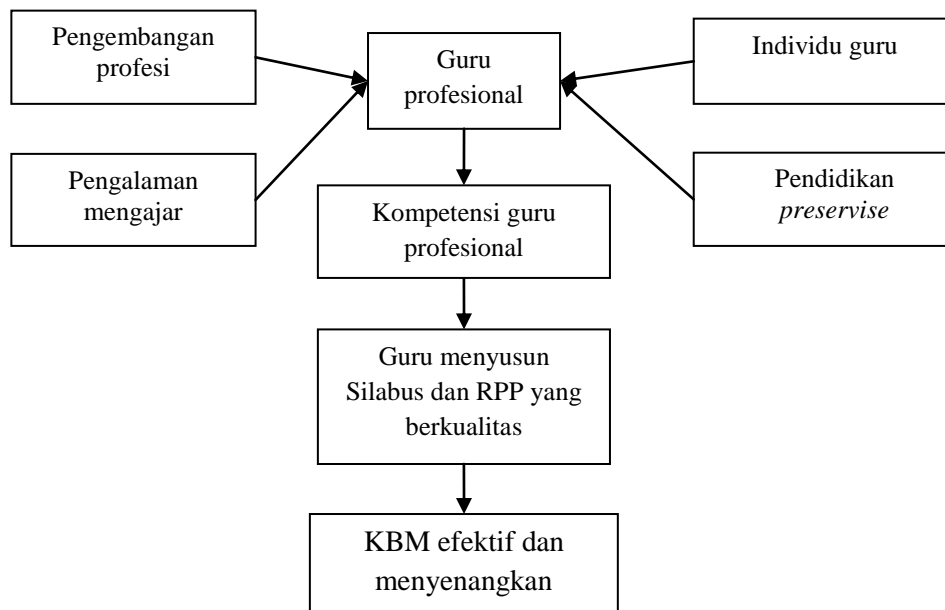 Pengembangan
profesi
Guru
profesional
Individu guru
Pengalaman
mengajar
Pendidikan
preservise
Kompetensi guru
profesional
Guru menyusun
Silabus dan RPP yang
berkualitas
KBM efektif dan
menyenangkan